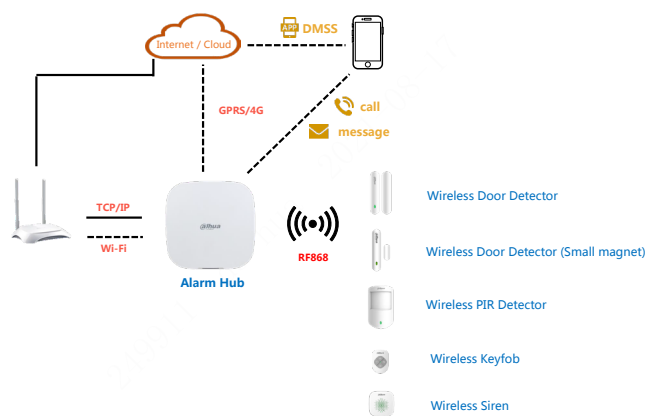 APP DMSS
Internet / Cloud
GPRS/4G
call
message
TCP/IP
Wi-Fi
alhua
RF868
Alarm Hub
Wireless Door Detector
Wireless Door Detector (Small magnet)
Wireless PIR Detector
Wireless Keyfob
Wireless Siren